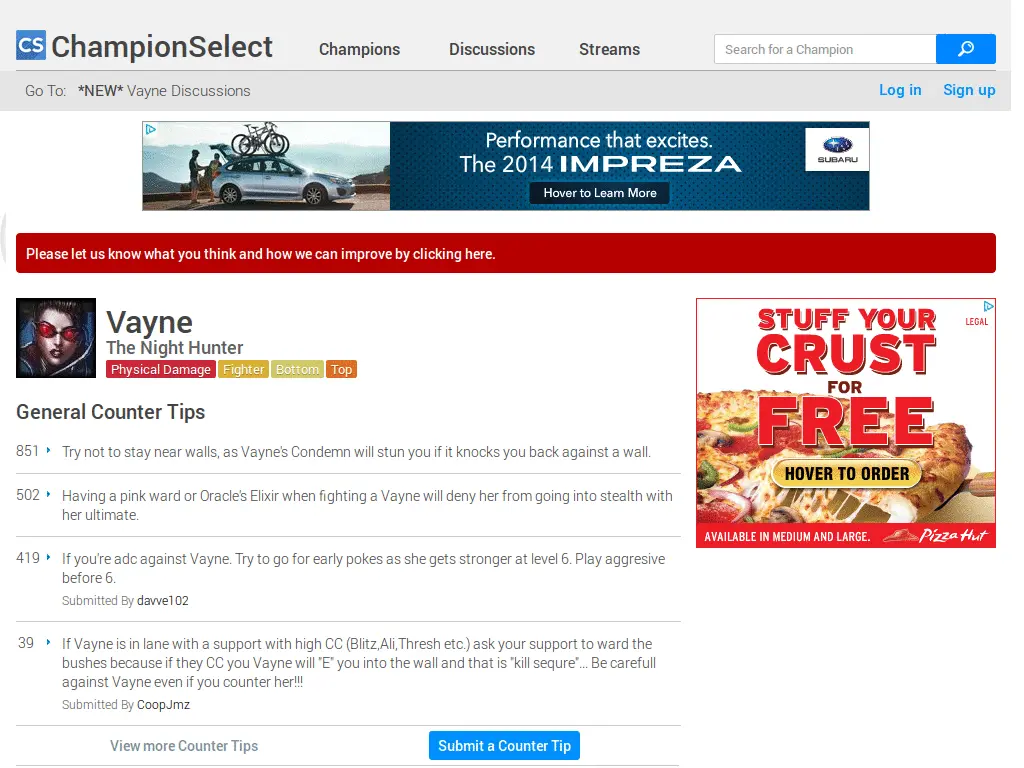 CS ChampionSelect
Champions
Discussions
Streams
Search for a Champion
Go To: *NEW* Vayne Discussions
Log in
Sign up
Performance that excites.
The 2014 IMPREZA
Hover to Learn More
SUBARU
Please let us know what you think and how we can improve by clicking here.
Vayne
The Night Hunter
Physical Damage
Fighter
Bottom
Top
General Counter Tips
851 Try not to stay near walls, as Vayne's Condemn will stun you if it knocks you back against a wall.
502 Having a pink ward or Oracle's Elixir when fighting a Vayne will deny her from going into stealth with
her ultimate.
419 If you're adc against Vayne. Try to go for early pokes as she gets stronger at level 6. Play aggresive
before 6.
Submitted By davve102
39 If Vayne is in lane with a support with high CC (Blitz,Ali,Thresh etc.) ask your support to ward the
bushes because if they CC you Vayne will "E" you into the wall and that is "kill sequre"... Be carefull
against Vayne even if you counter her!!!
Submitted By CoopJmz
View more Counter Tips
Submit a Counter Tip
STUFF YOUR
LEGAL
CRUST
FOR
FREE
HOVER TO ORDER
AVAILABLE IN MEDIUM AND LARGE.
Pizza Hut